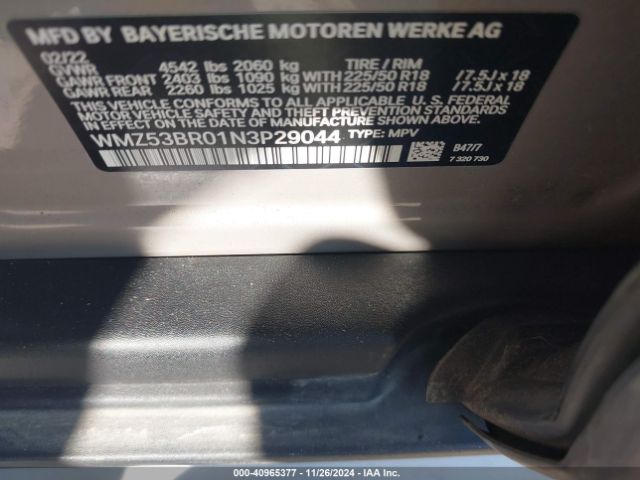 MFD BY BAYERISCHE MOTOREN WERKE AG
02/22
GVWR 4542 lbs 2060 kg TIRE / RIM
GAWR FRONT 2403 lbs 1090 kg WITH 225/50 R18 / 7.5J x 18
GAWR REAR 2260 lbs 1025 kg WITH 225/50 R18 / 7.5J x 18
THIS VEHICLE CONFORMS TO ALL APPLICABLE U.S. FEDERAL
MOTOR VEHICLE SAFETY AND THEFT PREVENTION STANDARDS
IN EFFECT ON THE DATE OF MANUFACTURE SHOWN ABOVE.
WMZ53BR01N3P29044 TYPE: MPV
B47/7
7 320 730
000-40965377 | 11/26/2024 | IAA Inc.